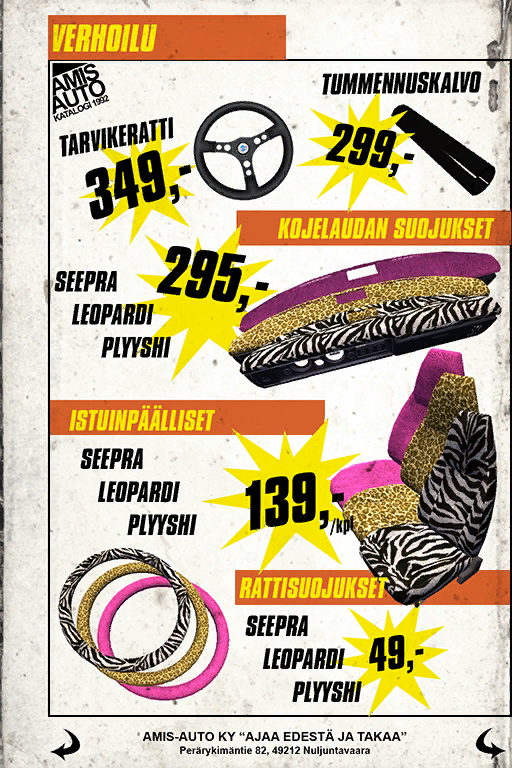 VERHOILU
AMIS
AUTO
KATALOGI 1992
TARVIKERATTI
349,-
TUMMENNUSKALVO
299,-
KOJELAUDAN SUOJUKSET
295,-
SEEPRA
LEOPARDI
PLYYSHI
ISTUINPÄÄLLISET
SEEPRA
LEOPARDI
PLYYSHI
139,-/kpl
RATTISUOJUKSET
SEEPRA
LEOPARDI
PLYYSHI
49,-
AMIS-AUTO KY “AJAA EDESTÄ JA TAKAA”
Perärykimäntie 82, 49212 Nuljuntavaara